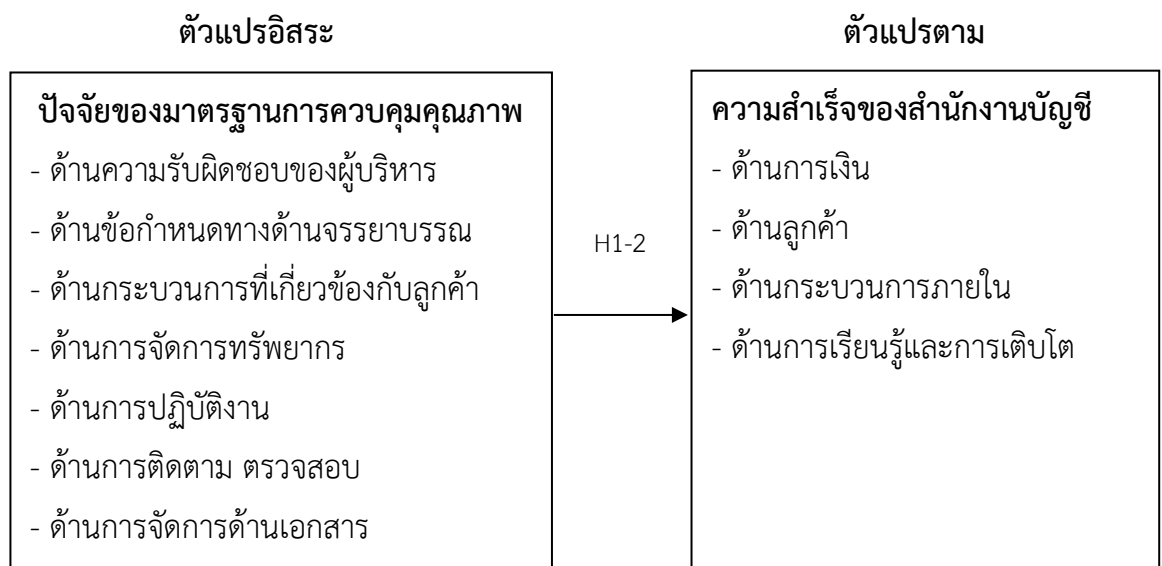 ตัวแปรอิสระ
ตัวแปรตาม
ปัจจัยของมาตรฐานการควบคุมคุณภาพ
- ด้านความรับผิดชอบของผู้บริหาร
- ด้านข้อกำหนดทางด้านจรรยาบรรณ
- ด้านกระบวนการที่เกี่ยวข้องกับลูกค้า
- ด้านการจัดการทรัพยากร
- ด้านการปฏิบัติงาน
- ด้านการติดตาม ตรวจสอบ
- ด้านการจัดการด้านเอกสาร
H1-2
ความสำเร็จของสำนักงานบัญชี
- ด้านการเงิน
- ด้านลูกค้า
- ด้านกระบวนการภายใน
- ด้านการเรียนรู้และการเติบโต